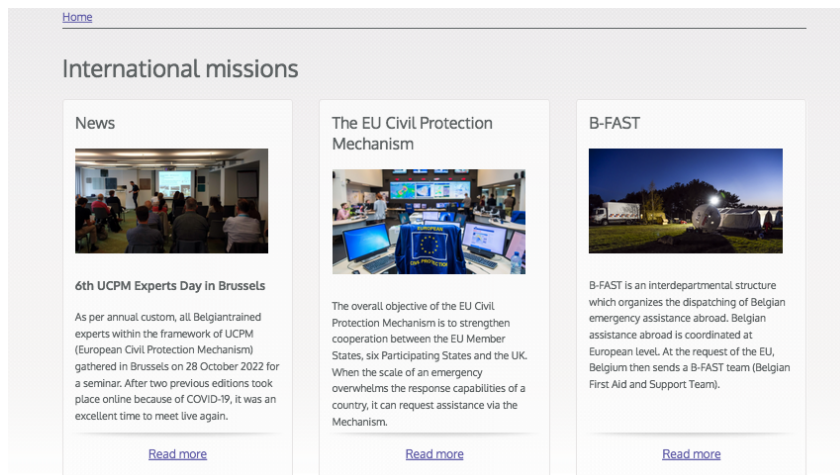 Home
International missions
News
6th UCPM Experts Day in Brussels
As per annual custom, all Belgiantrained
experts within the framework of UCPM
(European Civil Protection Mechanism)
gathered in Brussels on 28 October 2022 for
a seminar. After two previous editions took
place online because of COVID-19, it was an
excellent time to meet live again.
Read more
The EU Civil Protection
Mechanism
EUROPEAN
CIVIL PROTECTION
The overall objective of the EU Civil
Protection Mechanism is to strengthen
cooperation between the EU Member
States, six Participating States and the UK.
When the scale of an emergency
overwhelms the response capabilities of a
country, it can request assistance via the
Mechanism.
Read more
B-FAST
B-FAST is an interdepartmental structure
which organizes the dispatching of Belgian
emergency assistance abroad. Belgian
assistance abroad is coordinated at
European level. At the request of the EU,
Belgium then sends a B-FAST team (Belgian
First Aid and Support Team).
Read more